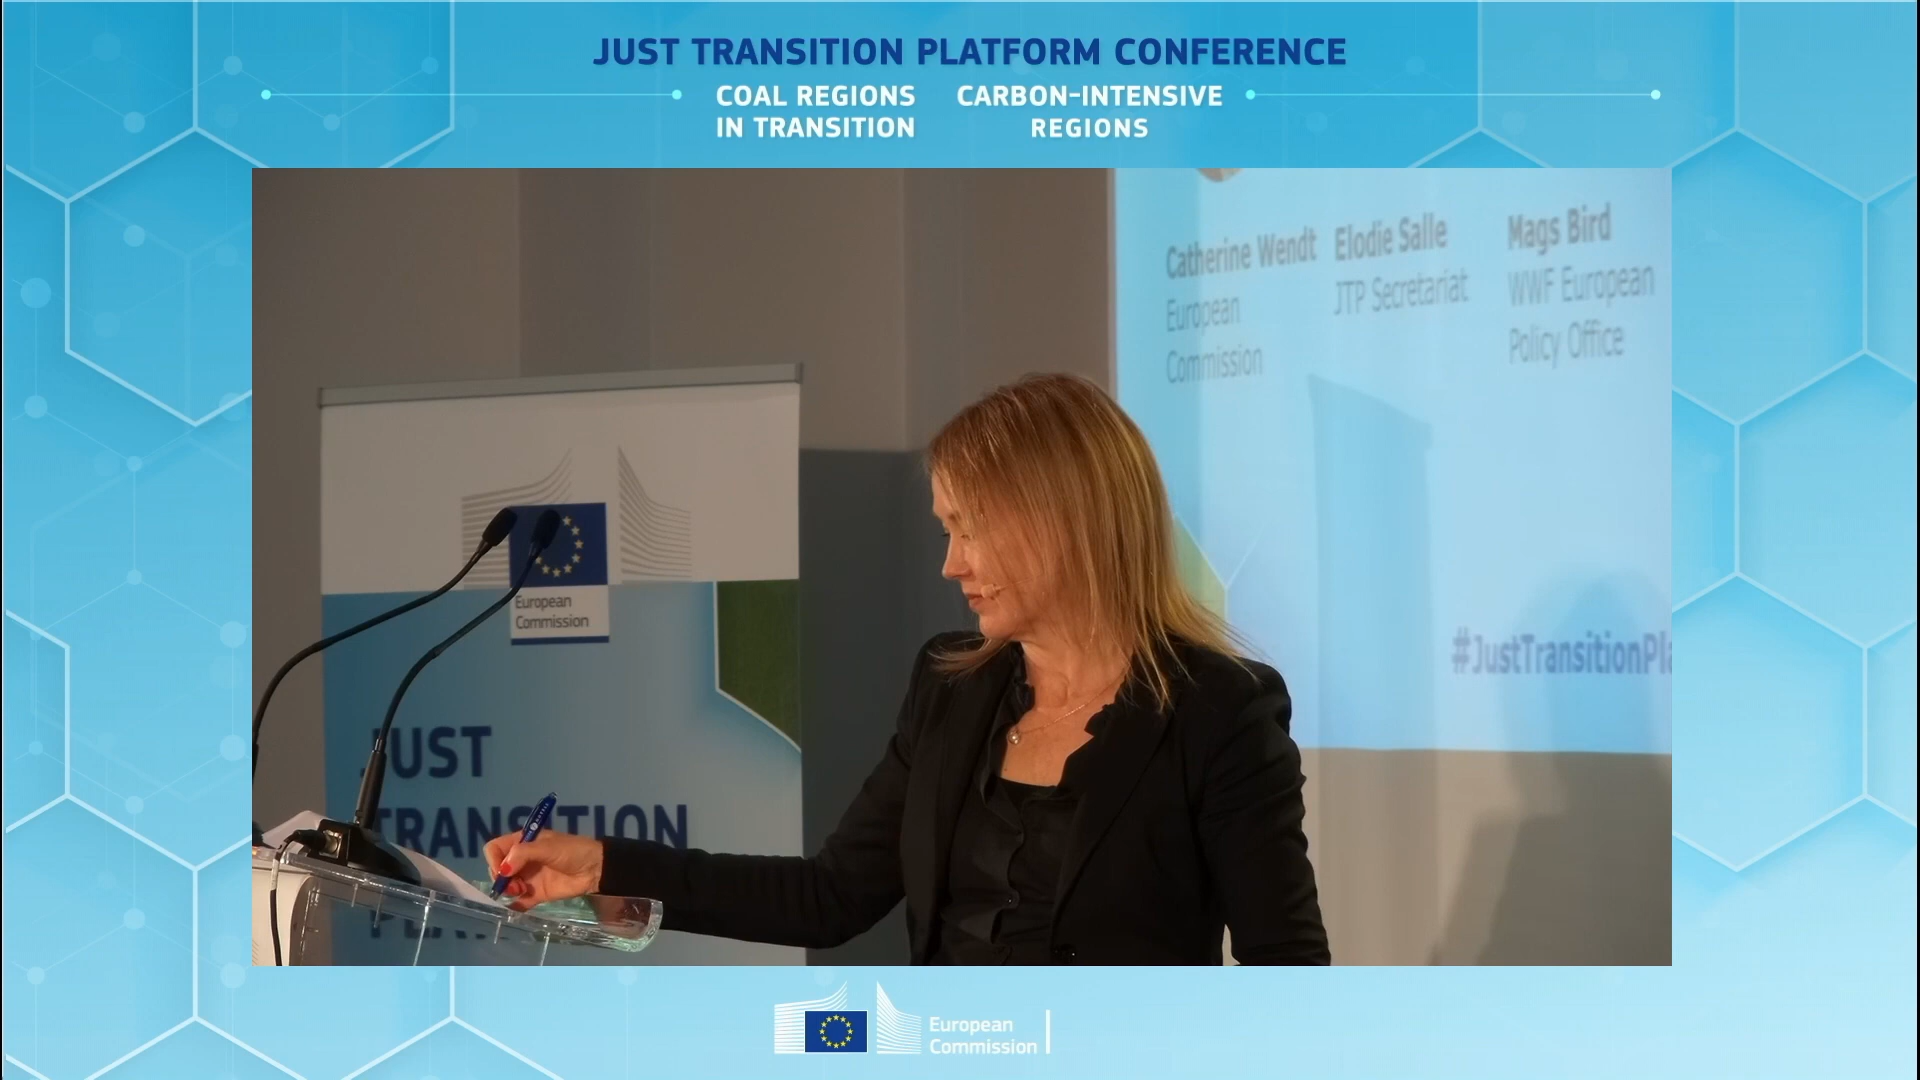 JUST TRANSITION PLATFORM CONFERENCE
COAL REGIONS
IN TRANSITION
CARBON-INTENSIVE
REGIONS
Catherine Wendt
European
Commission
Elodie Salle
JTP Secretariat
Mags Bird
WWF European
Policy Office
#JustTransitionPla
European
Commission
JUST
TRANSITION
European
Commission